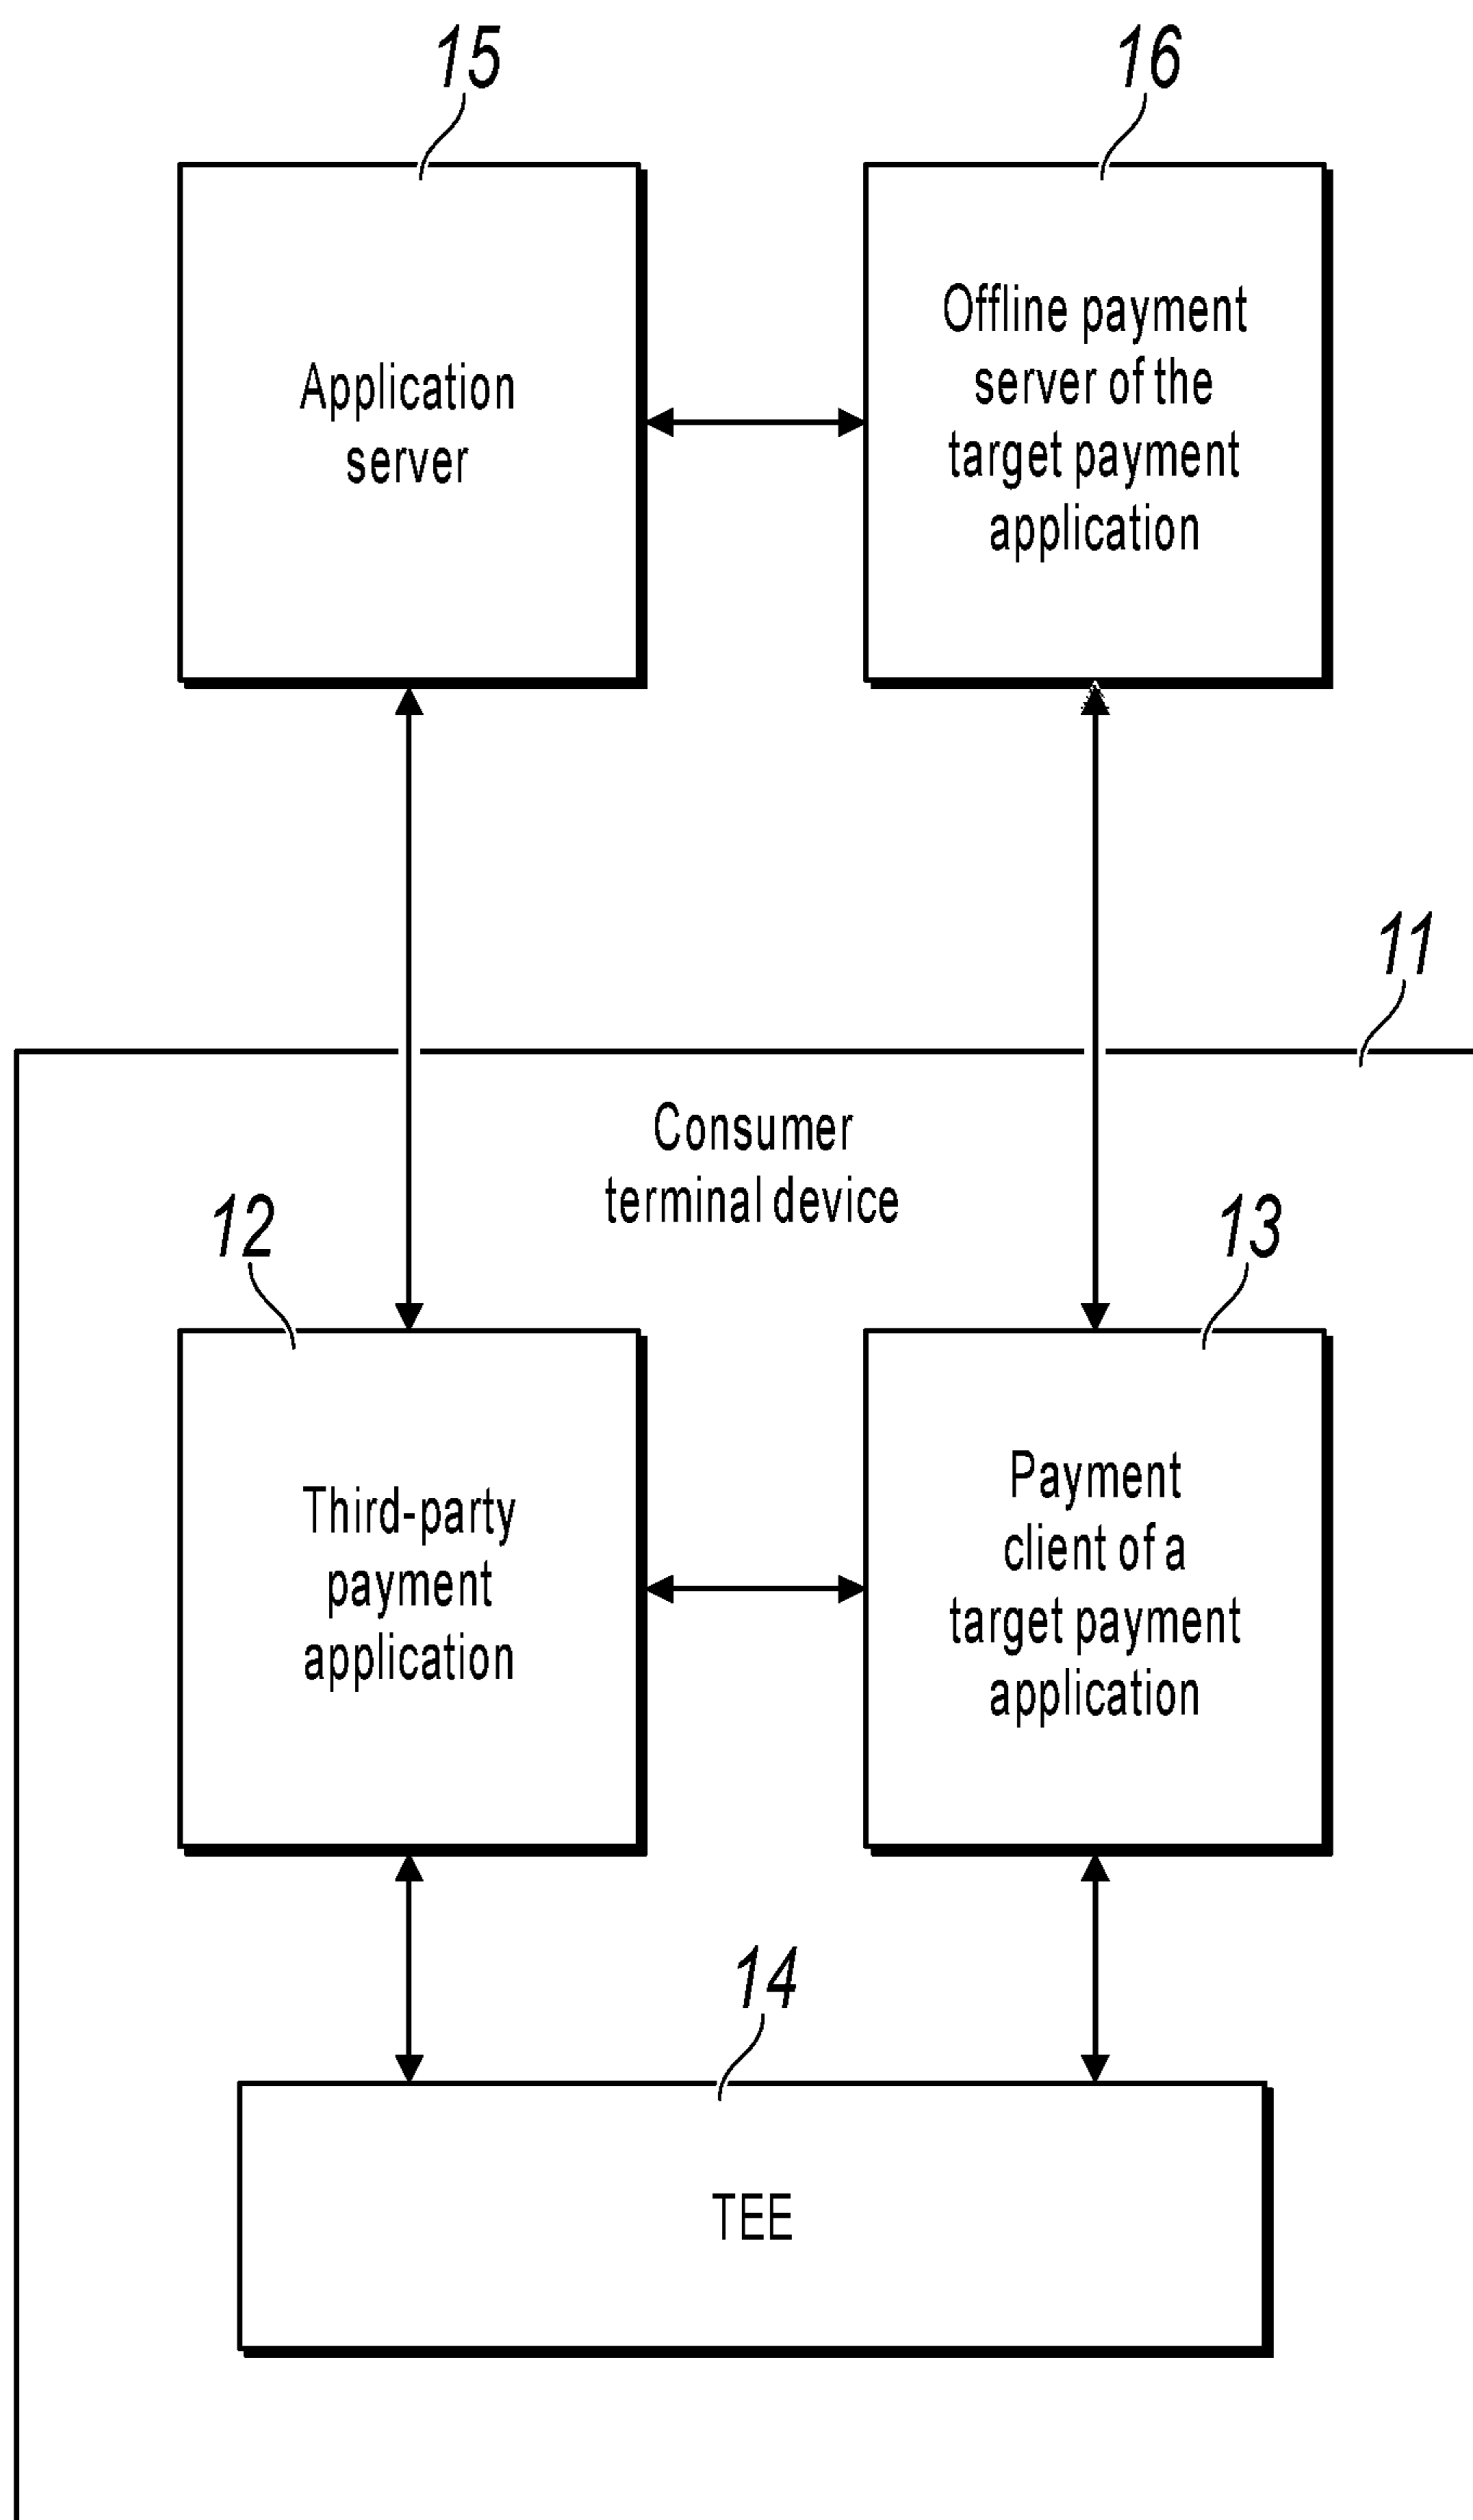 15
16
Application
server
Offline payment
server of the
target payment
application
11
Consumer
terminal device
12
13
Third-party
payment
application
Payment
client of a
target payment
application
14
TEE